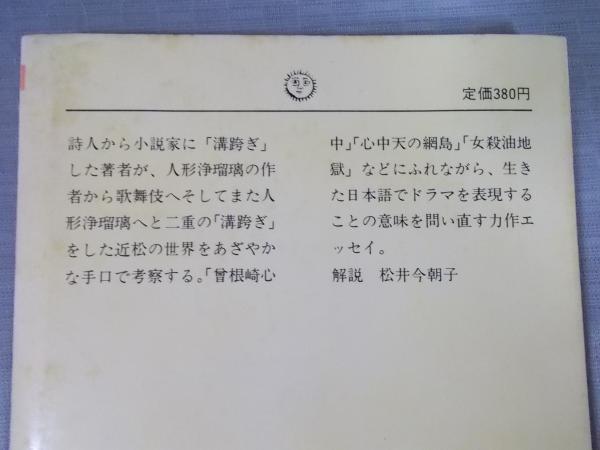 定価380円
詩人から小説家に「溝跨ぎ」
した著者が、人形浄瑠璃の作
者から歌舞伎へそしてまた人
形浄瑠璃へと二重の「溝跨ぎ」
をした近松の世界をあざやか
な手口で考察する。「曾根崎心
中」「心中天の網島」「女殺油地
獄」などにふれながら、生き
た日本語でドラマを表現する
ことの意味を問い直す力作エ
ッセイ。
解説　松井今朝子